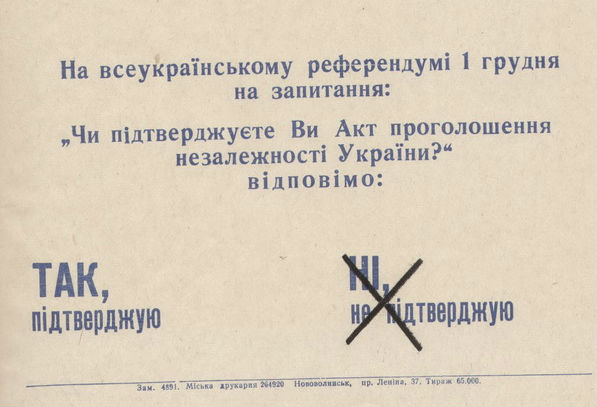 На всеукраїнському референдумі 1 грудня
на запитання:
„Чи підтверджуєте Ви Акт проголошення
незалежності України?“
відповімо:
ТАК,
підтверджую
НІ,
не підтверджую
Зам. 4891. Міська друкарня 264920 Нововолинськ, пр. Леніна, 37. Тираж 65.000.